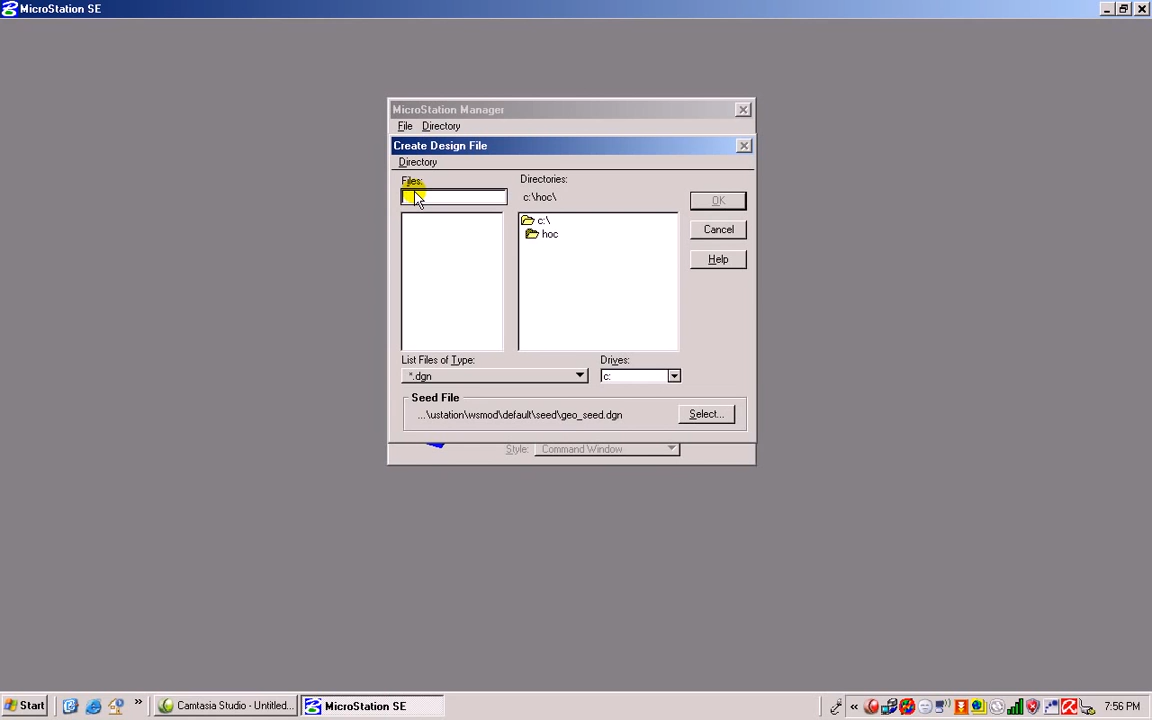 MicroStation SE
MicroStation Manager
File Directory
Create Design File
Directory
Files:
Directories:
c:\hoc\
OK
c:\
hoc
Cancel
Help
List Files of Type:
Drives:
*.dgn
c:
Seed File
...\ustation\wsmod\default\seed\geo_seed.dgn
Select...
Style: Command Window
Start
Camtasia Studio - Untitled...
MicroStation SE
7:56 PM